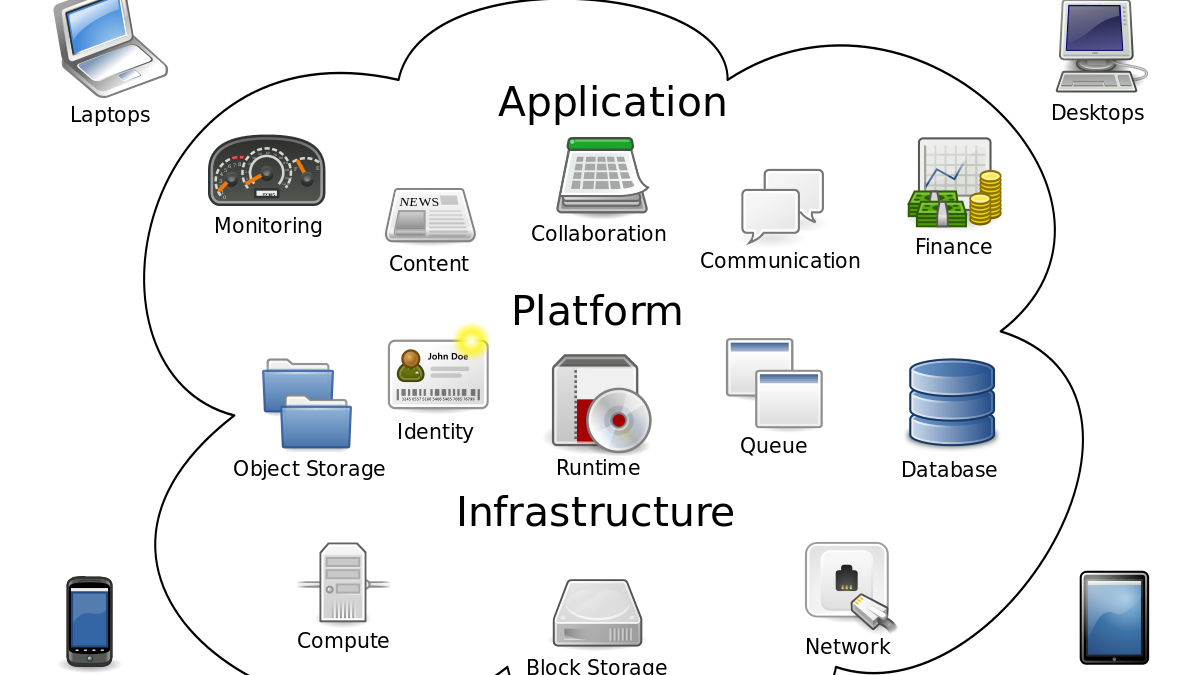 Laptops
Desktops
Application
Monitoring
NEWS
Content
Collaboration
Communication
Finance
Platform
John Doe
Identity
Object Storage
Runtime
Queue
Database
Infrastructure
Compute
Block Storage
Network